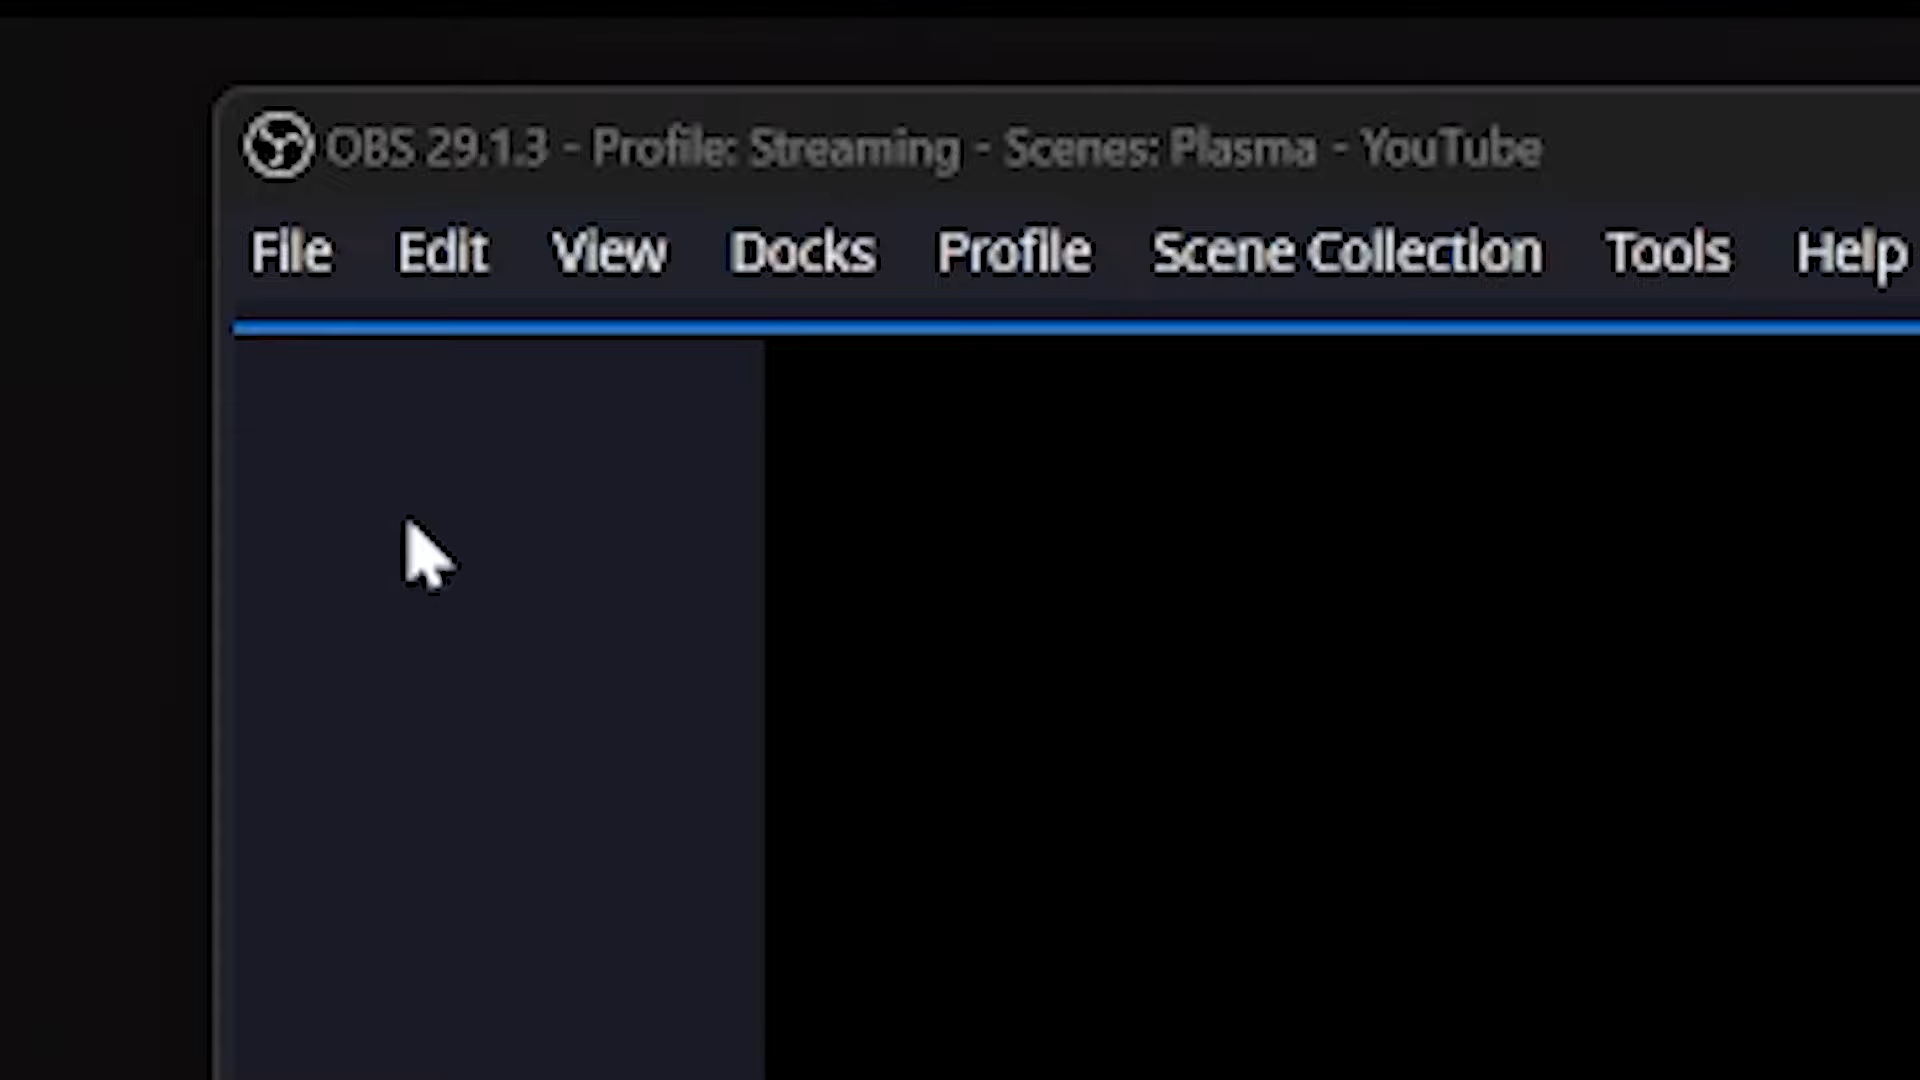 OBS 29.1.3 - Profile: Streaming - Scenes: Plasma - YouTube
File Edit View Docks Profile Scene Collection Tools Help